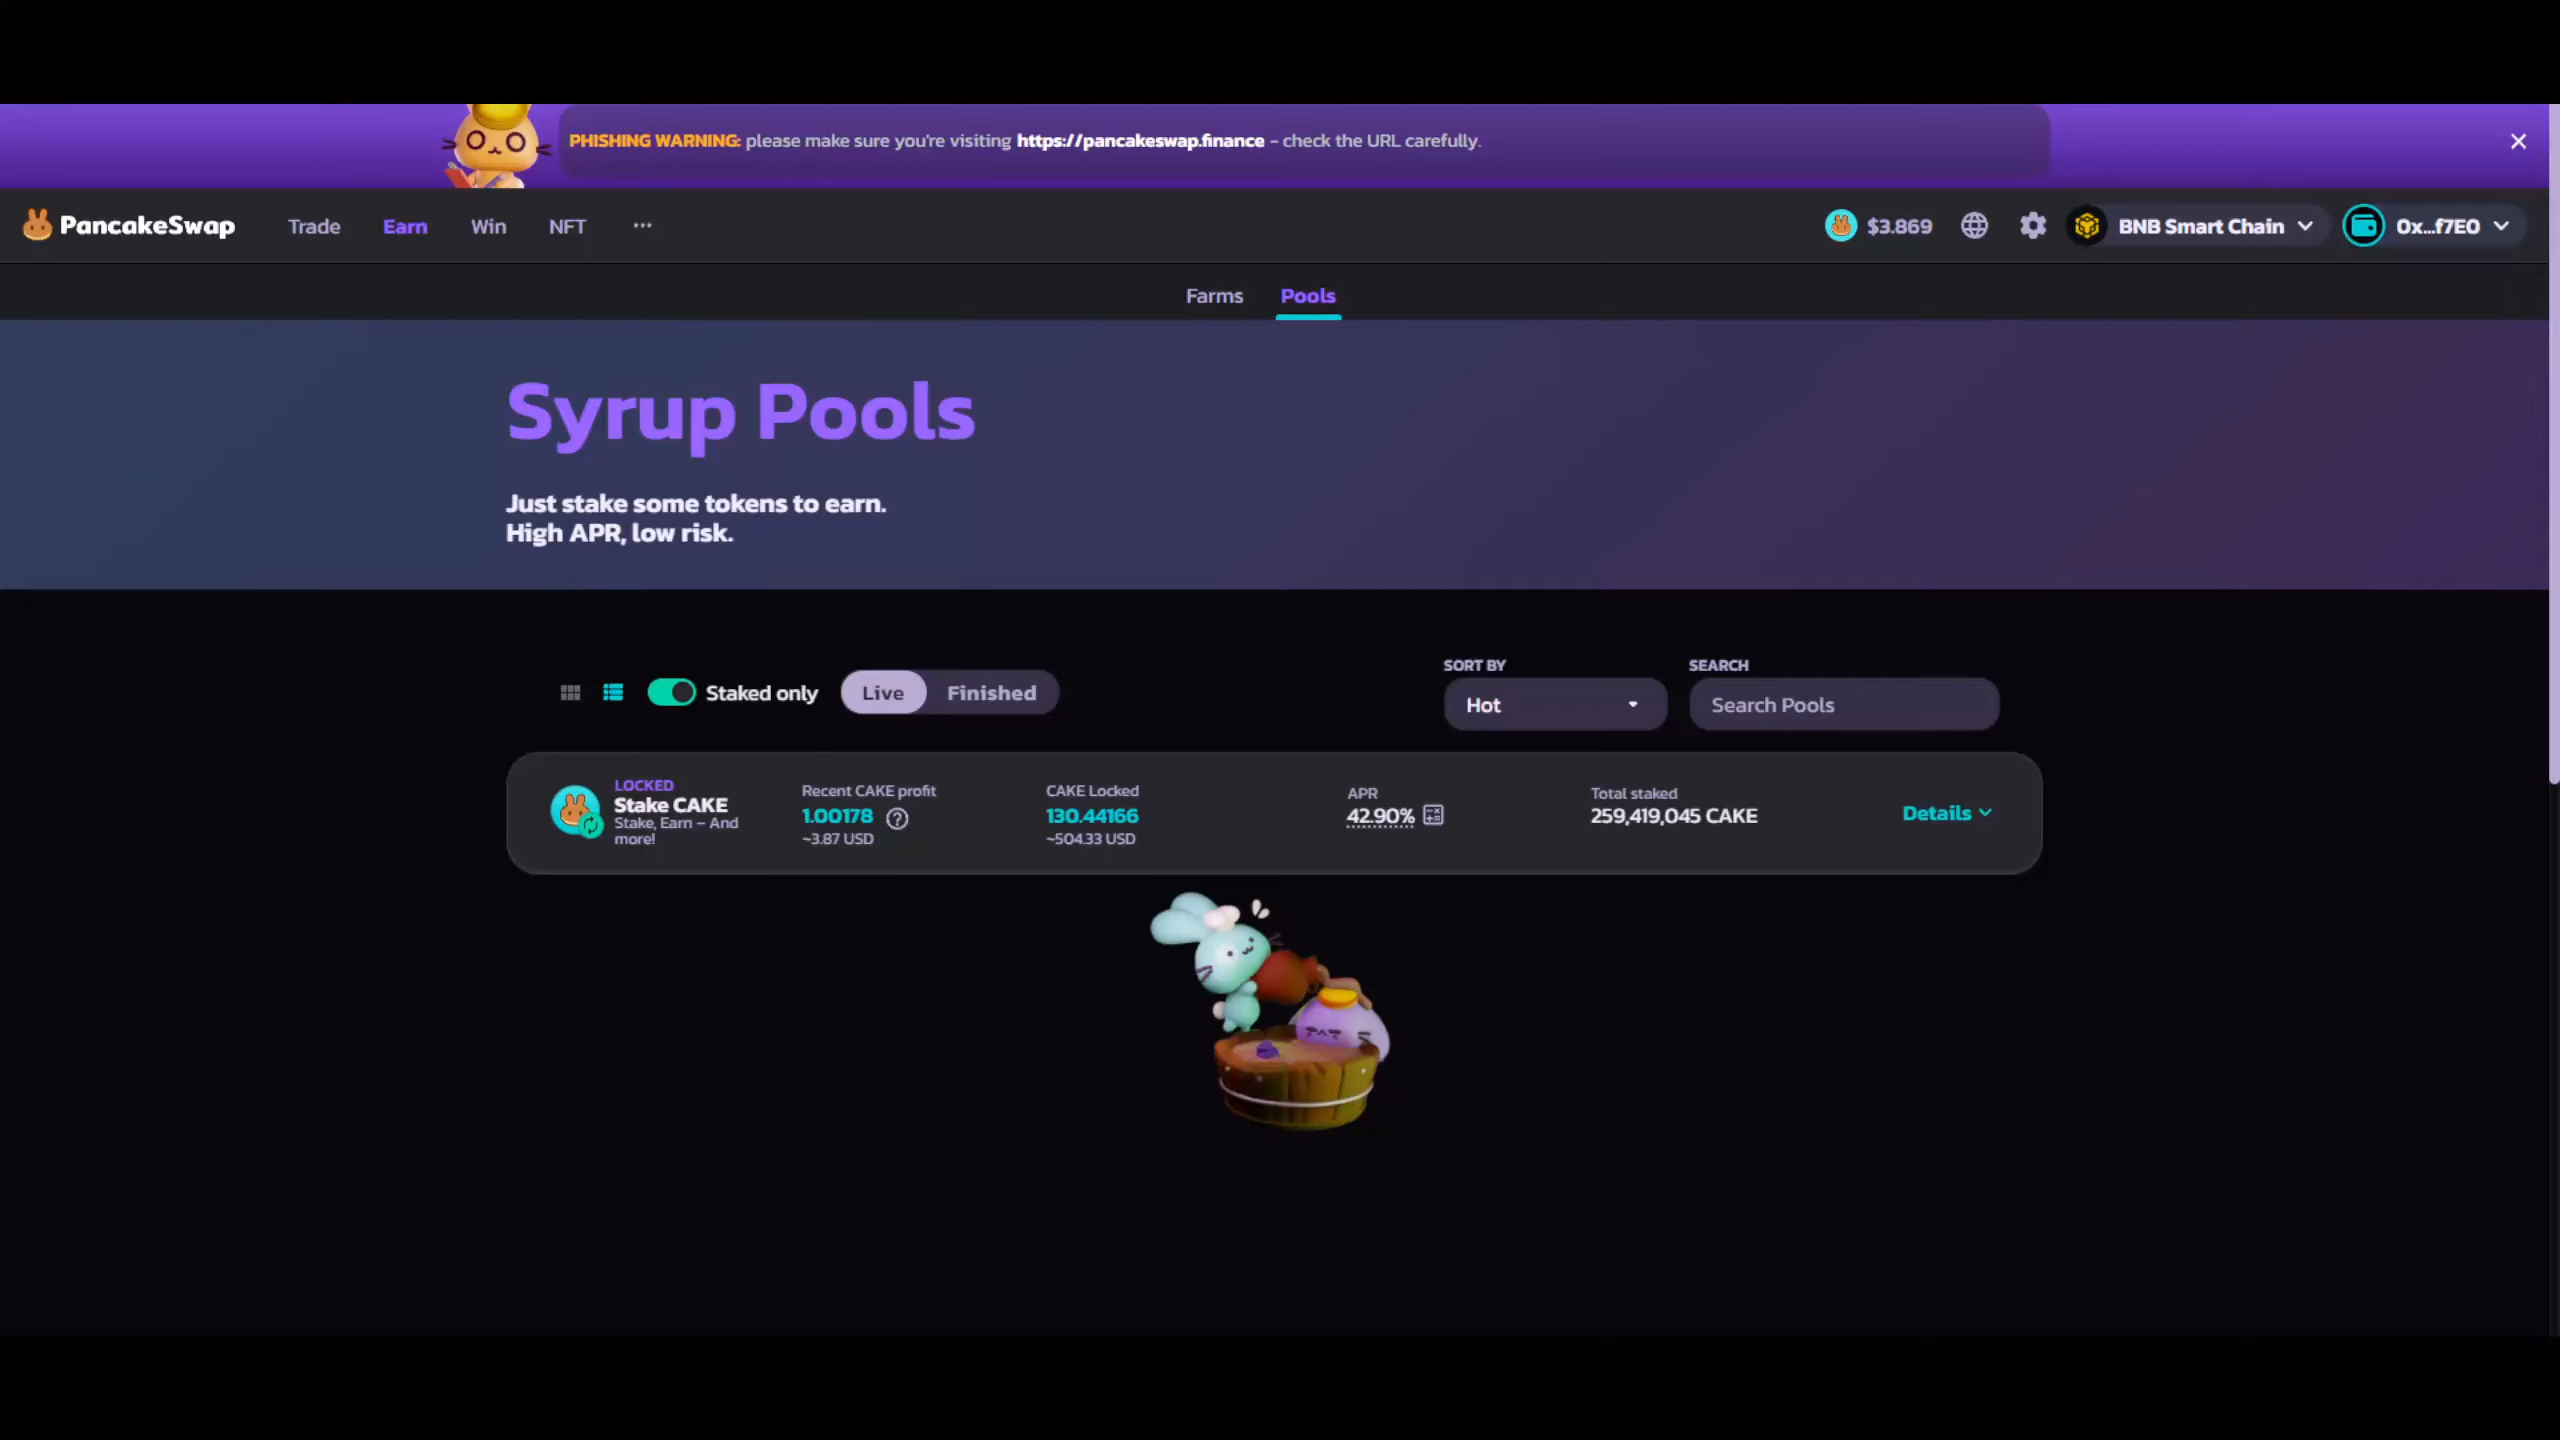 PHISHING WARNING: please make sure you're visiting https://pancakeswap.finance - check the URL carefully.
PancakeSwap
Trade
Earn
Win
NFT
$3.869
BNB Smart Chain
0x...f7E0
Farms
Pools
Syrup Pools
Just stake some tokens to earn.
High APR, low risk.
Staked only
Live
Finished
SORT BY
Hot
SEARCH
Search Pools
LOCKED
Stake CAKE
Stake, Earn – And
more!
Recent CAKE profit
1.00178
~3.87 USD
CAKE Locked
130.44166
~504.33 USD
APR
42.90%
Total staked
259,419,045 CAKE
Details